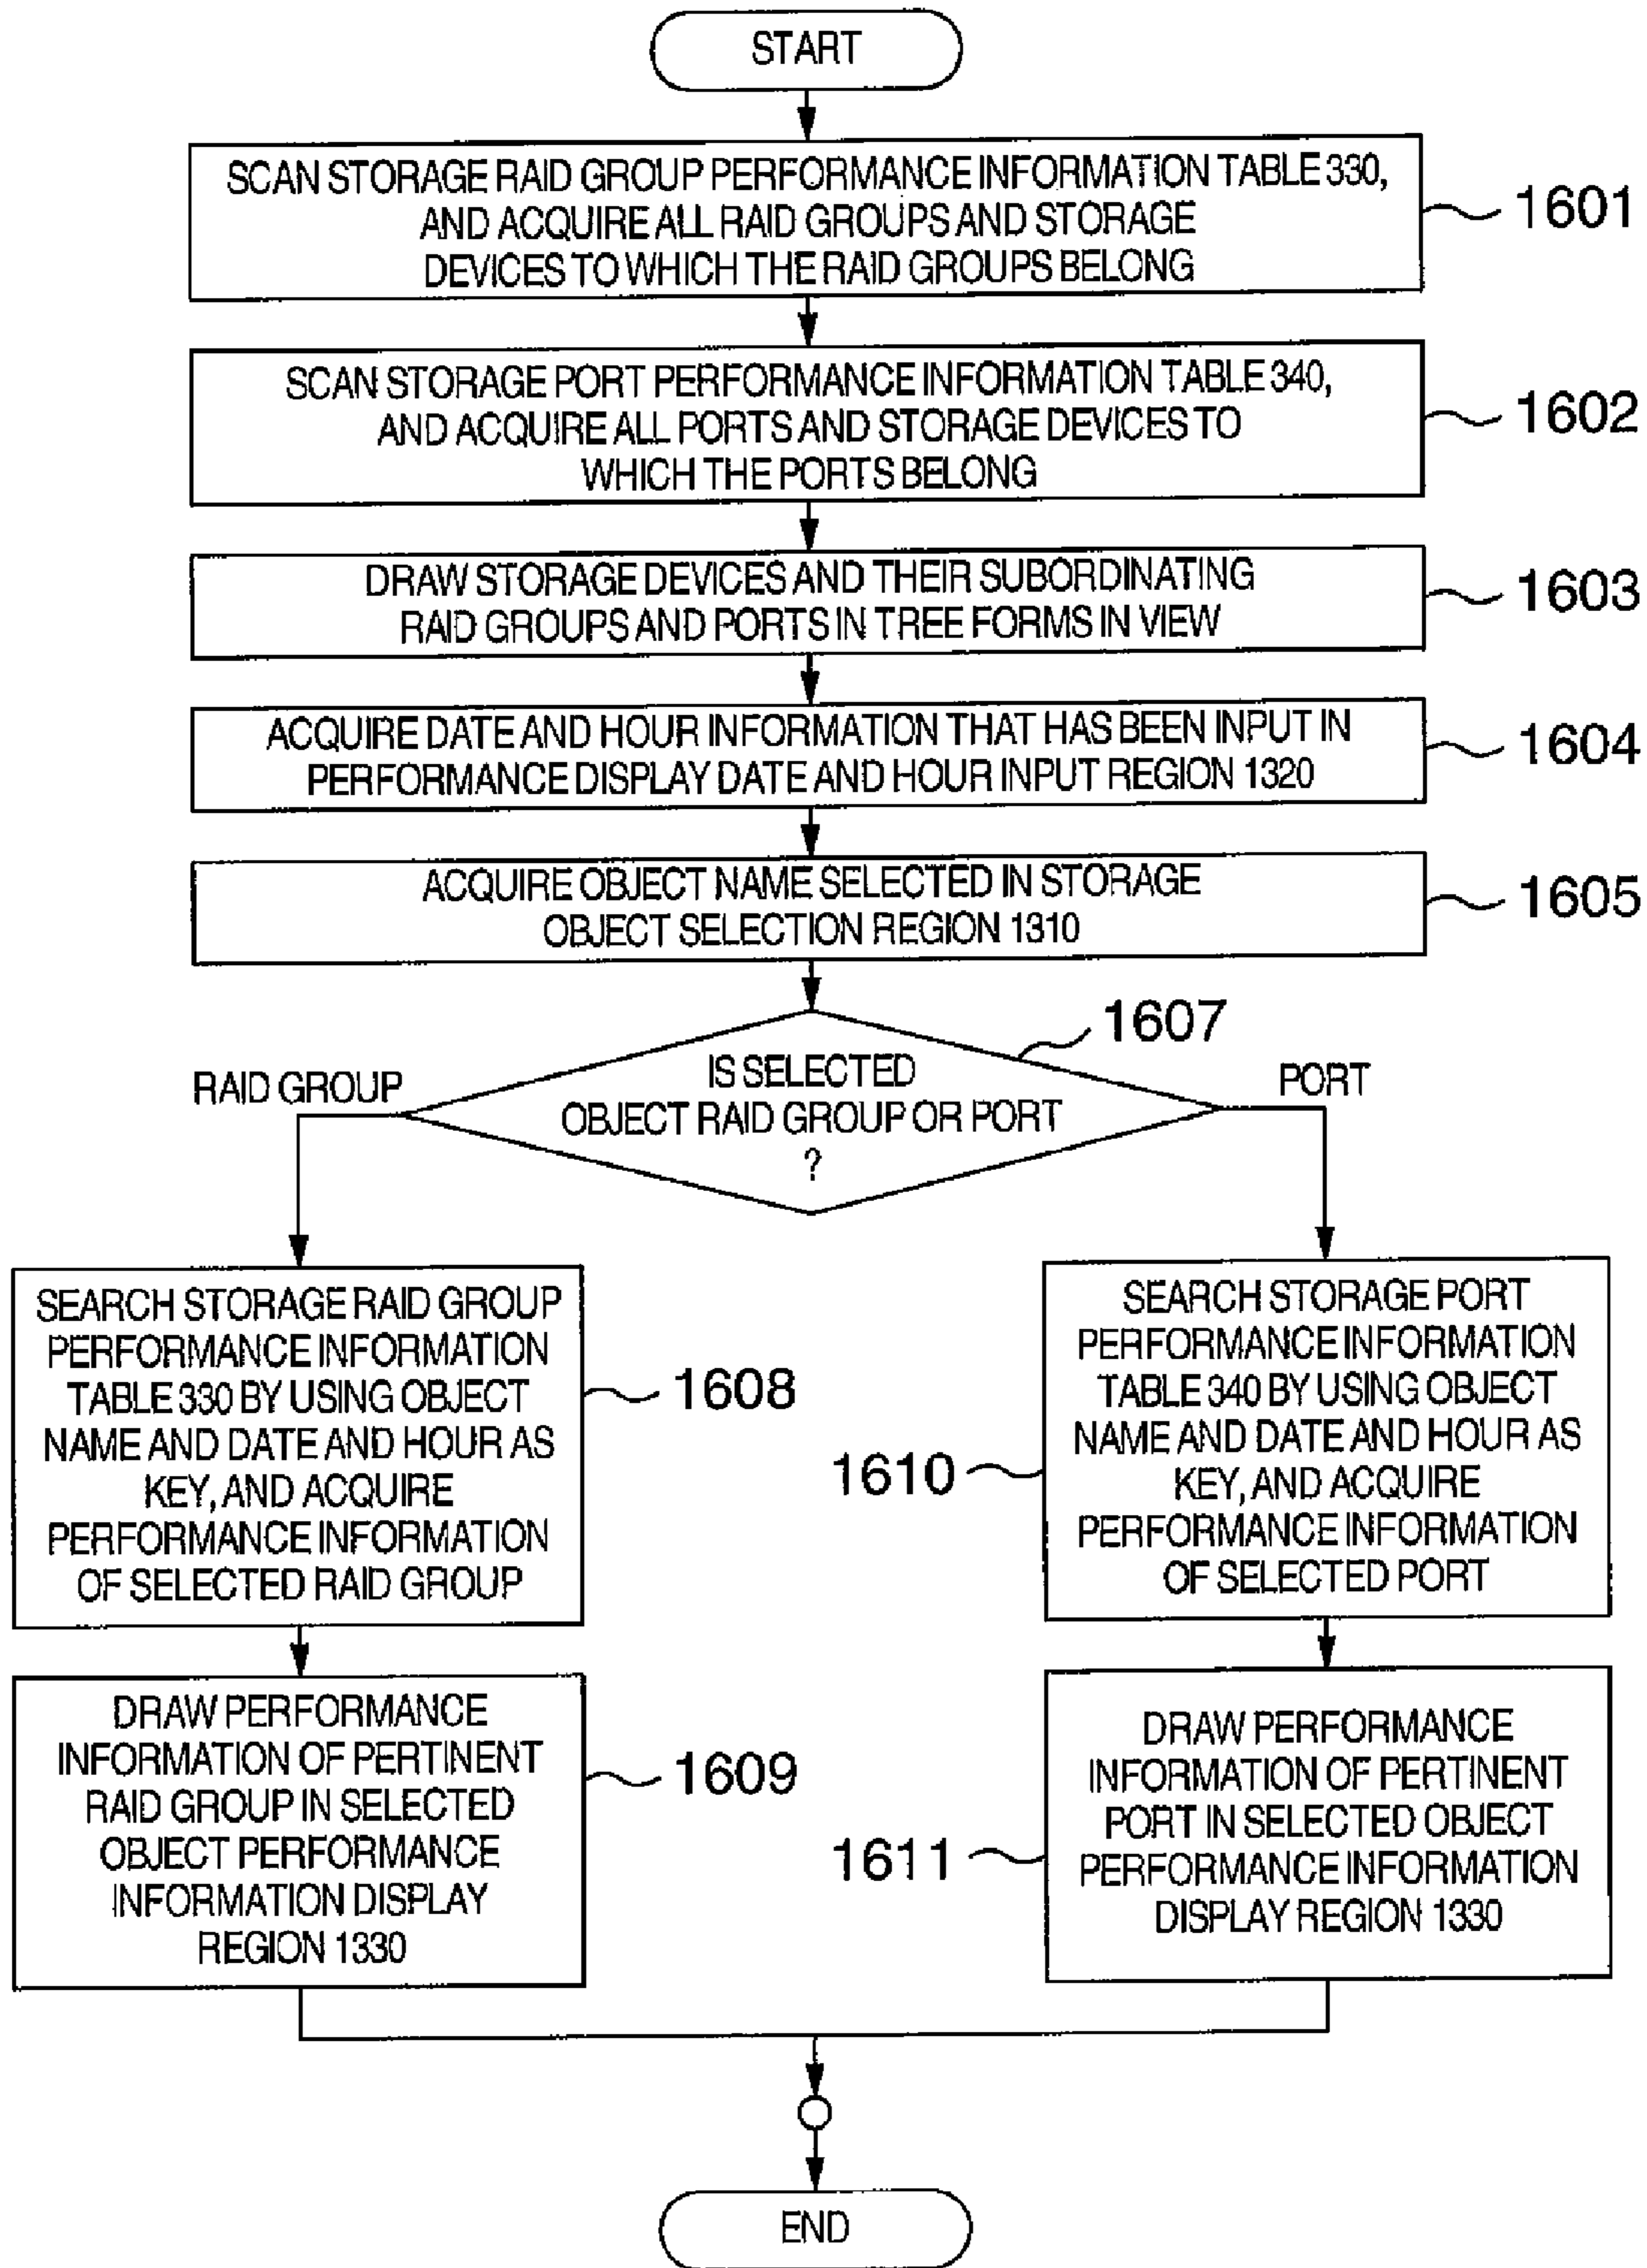 START
SCAN STORAGE RAID GROUP PERFORMANCE INFORMATION TABLE 330,
AND ACQUIRE ALL RAID GROUPS AND STORAGE
DEVICES TO WHICH THE RAID GROUPS BELONG
1601
SCAN STORAGE PORT PERFORMANCE INFORMATION TABLE 340,
AND ACQUIRE ALL PORTS AND STORAGE DEVICES TO
WHICH THE PORTS BELONG
1602
DRAW STORAGE DEVICES AND THEIR SUBORDINATING
RAID GROUPS AND PORTS IN TREE FORMS IN VIEW
1603
ACQUIRE DATE AND HOUR INFORMATION THAT HAS BEEN INPUT IN
PERFORMANCE DISPLAY DATE AND HOUR INPUT REGION 1320
1604
ACQUIRE OBJECT NAME SELECTED IN STORAGE
OBJECT SELECTION REGION 1310
1605
1607
RAID GROUP
IS SELECTED
OBJECT RAID GROUP OR PORT
?
PORT
SEARCH STORAGE RAID GROUP
PERFORMANCE INFORMATION
TABLE 330 BY USING OBJECT
NAME AND DATE AND HOUR AS
KEY, AND ACQUIRE
PERFORMANCE INFORMATION
OF SELECTED RAID GROUP
1608
SEARCH STORAGE PORT
PERFORMANCE INFORMATION
TABLE 340 BY USING OBJECT
NAME AND DATE AND HOUR AS
KEY, AND ACQUIRE
PERFORMANCE INFORMATION
OF SELECTED PORT
1610
DRAW PERFORMANCE
INFORMATION OF PERTINENT
RAID GROUP IN SELECTED
OBJECT PERFORMANCE
INFORMATION DISPLAY
REGION 1330
1609
DRAW PERFORMANCE
INFORMATION OF PERTINENT
PORT IN SELECTED OBJECT
PERFORMANCE INFORMATION
DISPLAY REGION 1330
1611
END